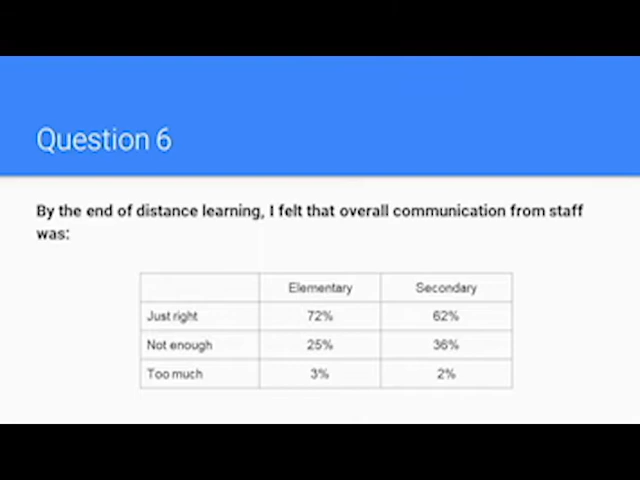 Question 6
By the end of distance learning, I felt that overall communication from staff
was:
Elementary Secondary
Just right 72% 62%
Not enough 25% 36%
Too much 3% 2%